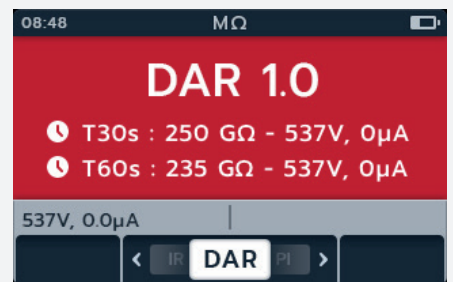 08:48 MΩ
DAR 1.0
T30s : 250 GΩ - 537V, 0µA
T60s : 235 GΩ - 537V, 0µA
537V, 0.0µA
< IR DAR PI >